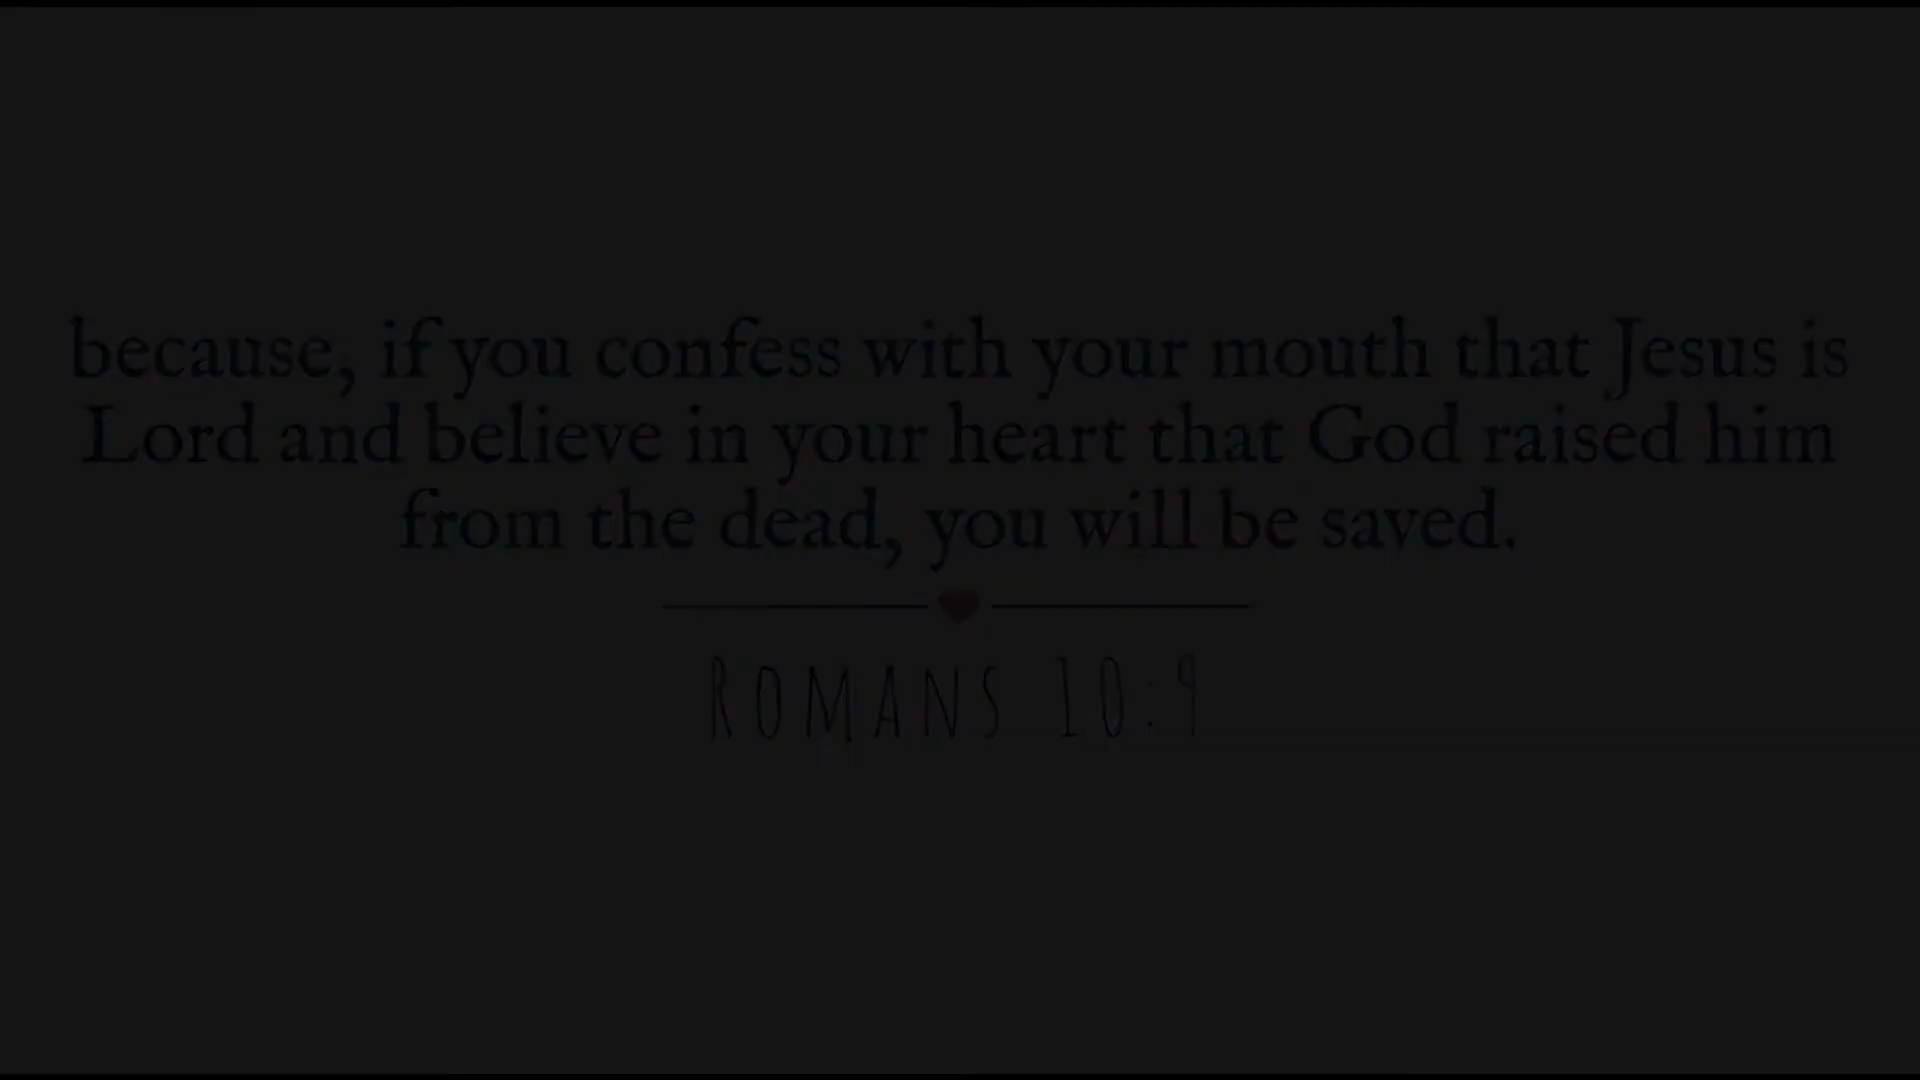 because, if you confess with your mouth that Jesus is
Lord and believe in your heart that God raised him
from the dead, you will be saved.
ROMANS 10:9